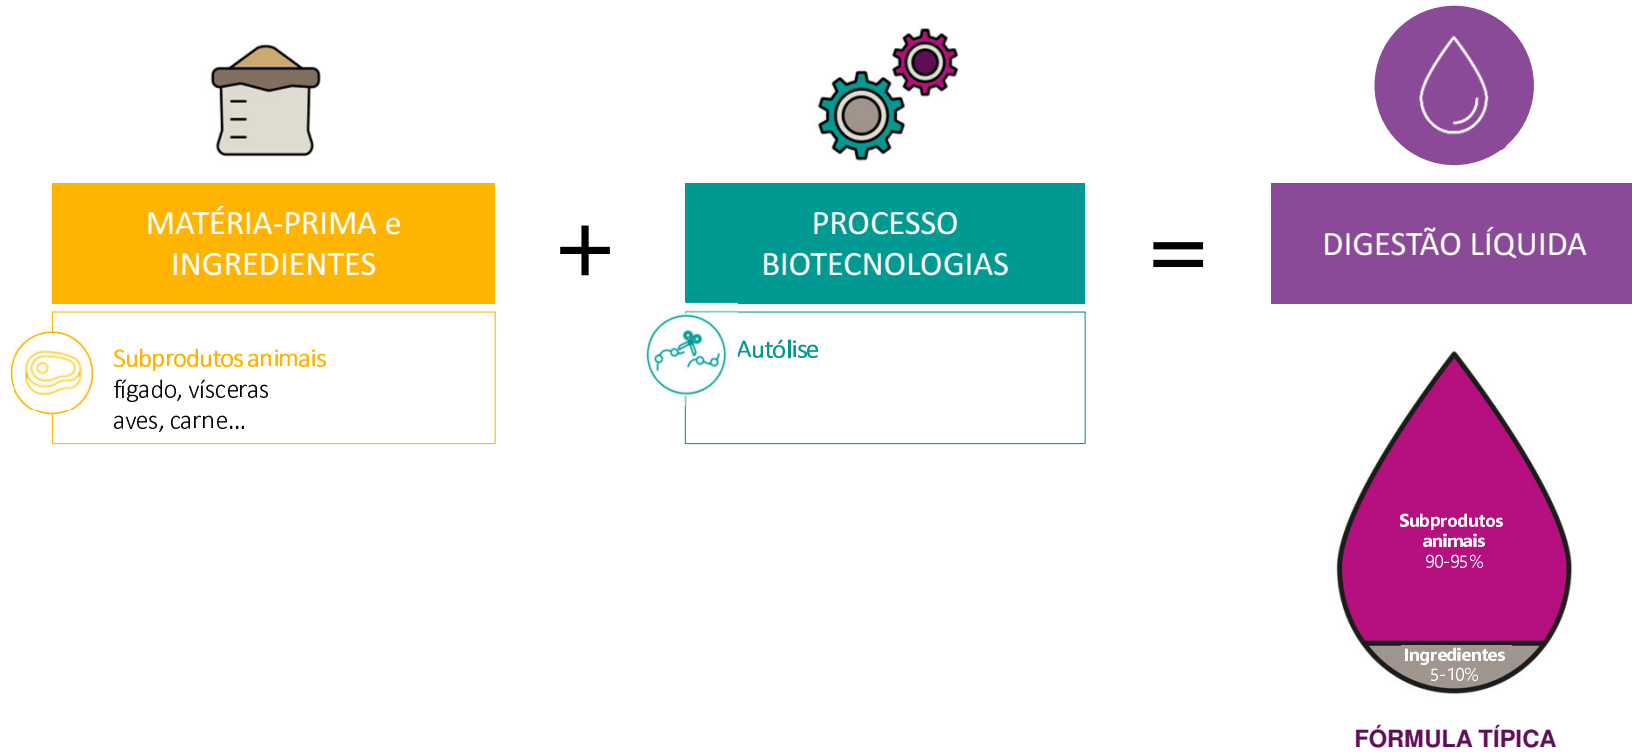 MATÉRIA-PRIMA e
INGREDIENTES
Subprodutos animais
fígado, vísceras
aves, carne...
+
PROCESSO
BIOTECNOLOGIAS
Autólise
=
DIGESTÃO LÍQUIDA
Subprodutos
animais
90-95%
Ingredientes
5-10%
FÓRMULA TÍPICA